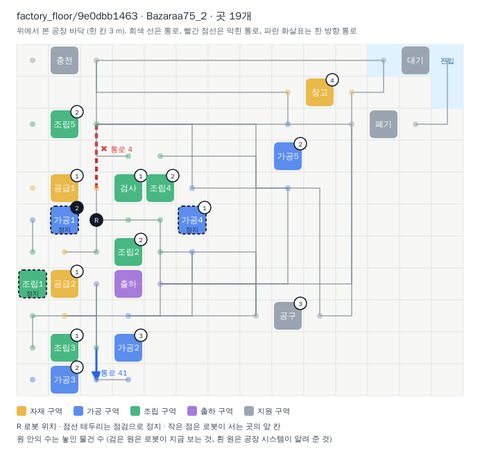 factory_floor/9e0dbb1463 · Bazaraa75_2 · 곳 19개
위에서 본 공장 바닥 (한 칸 3 m). 회색 선은 통로, 빨간 점선은 막힌 통로, 파란 화살표는 한 방향 통로
충전
대기
진입
창고
4
조립5
2
폐기
✕ 통로 4
가공5
2
공급1
1
검사
1
조립4
1
가공1
정지
2
R
가공4
정지
1
조립2
2
조립1
정지
공급2
1
출하
공구
3
조립3
1
가공2
3
가공3
2
통로 41
자재 구역
가공 구역
조립 구역
출하 구역
지원 구역
R 로봇 위치 · 점선 테두리는 점검으로 정지 · 작은 점은 로봇이 서는 곳의 앞 칸
원 안의 수는 놓인 물건 수 (검은 원은 로봇이 지금 보는 것, 흰 원은 공장 시스템이 알려 준 것)